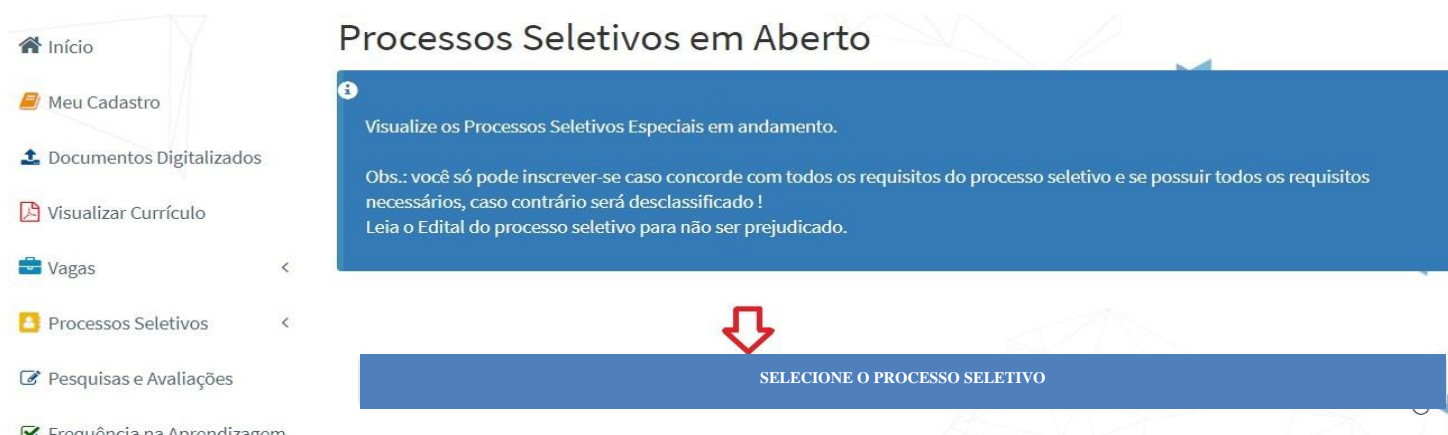 Início
Meu Cadastro
Documentos Digitalizados
Visualizar Currículo
Vagas
Processos Seletivos
Pesquisas e Avaliações
Frequência na Aprendizagem
Processos Seletivos em Aberto
Visualize os Processos Seletivos Especiais em andamento.
Obs.: você só pode inscrever-se caso concorde com todos os requisitos do processo seletivo e se possuir todos os requisitos
necessários, caso contrário será desclassificado !
Leia o Edital do processo seletivo para não ser prejudicado.
SELECIONE O PROCESSO SELETIVO